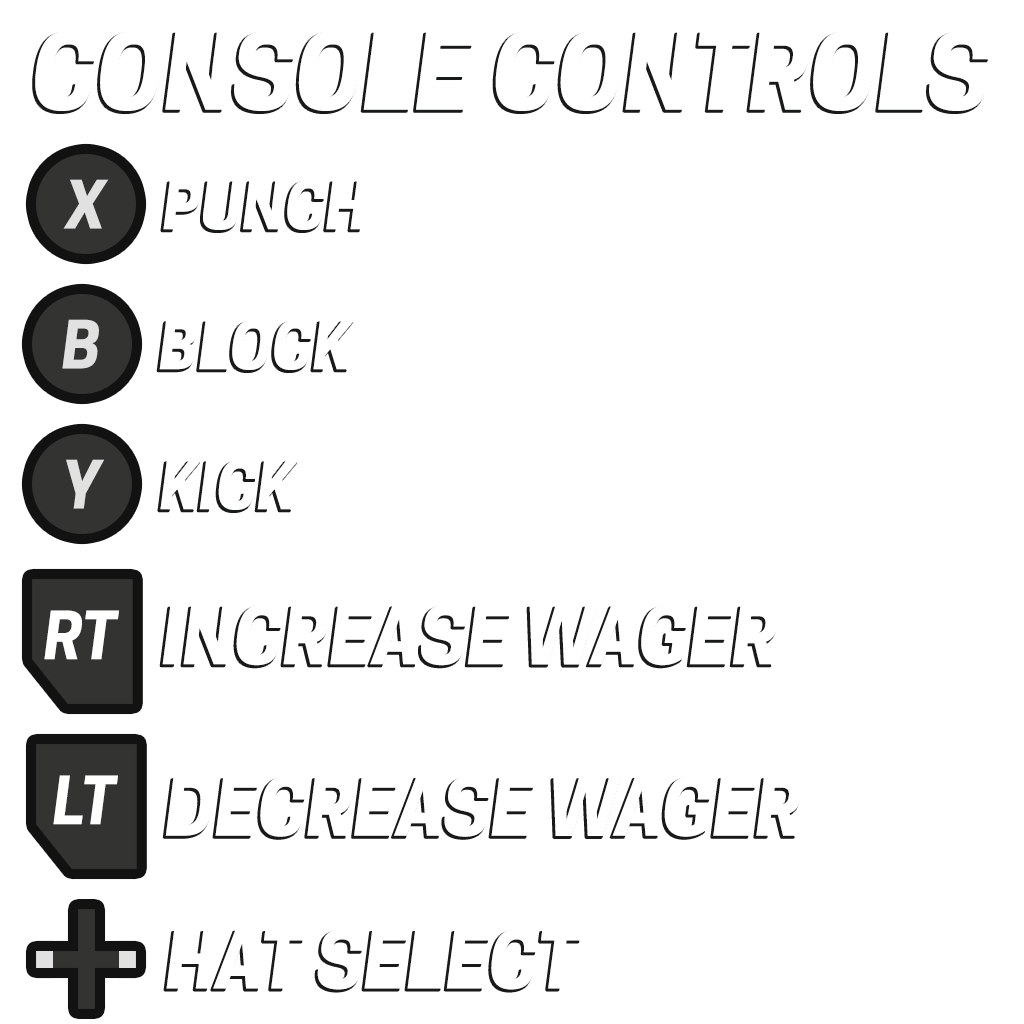 CONSOLE CONTROLS
X PUNCH
B BLOCK
Y KICK
RT INCREASE WAGER
LT DECREASE WAGER
HAT SELECT